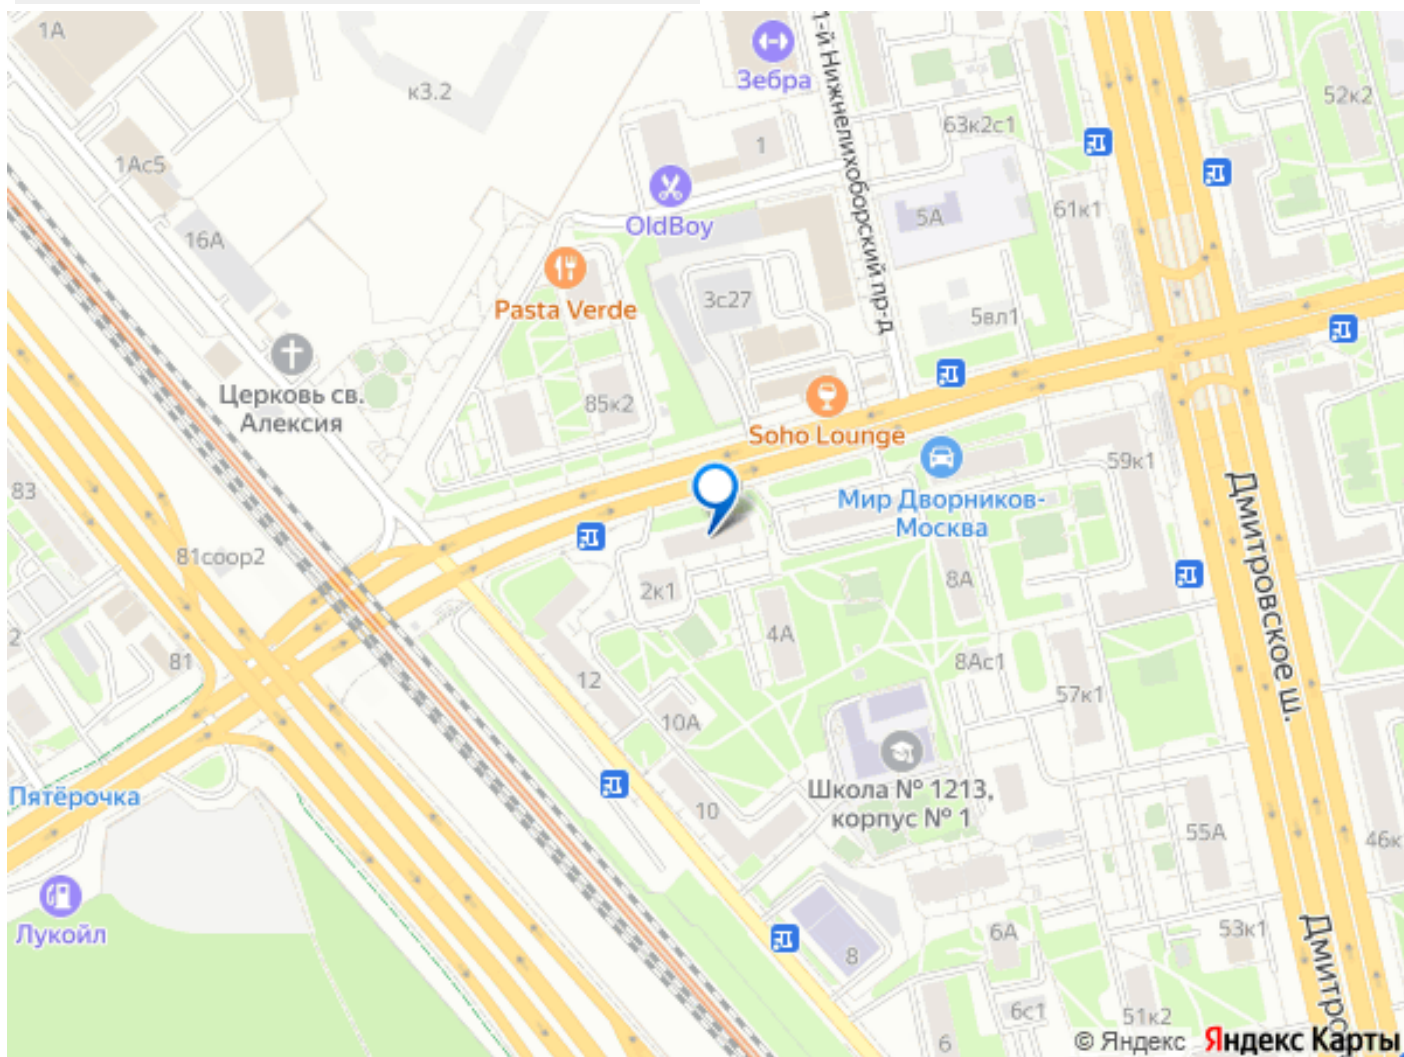 1А
к3.2
Зебра
1-й Нижнелихоборский пр-д
52к2
63к2с1
1
1Ас5
OldBoy
5А
61к1
16А
Pasta Verde
3с27
5вл1
Церковь св.
Алексия
85к2
Soho Lounge
59к1
83
Мир Дворников-
Москва
81соор2
2к1
8А
Дмитровское ш.
4А
2
81
12
8Ас1
57к1
10А
Школа № 1213,
корпус № 1
Пятёрочка
10
55А
46к
Лукойл
8
6А
53к1
Дмитро
6
6с1
51к2
© Яндекс Яндекс Карты